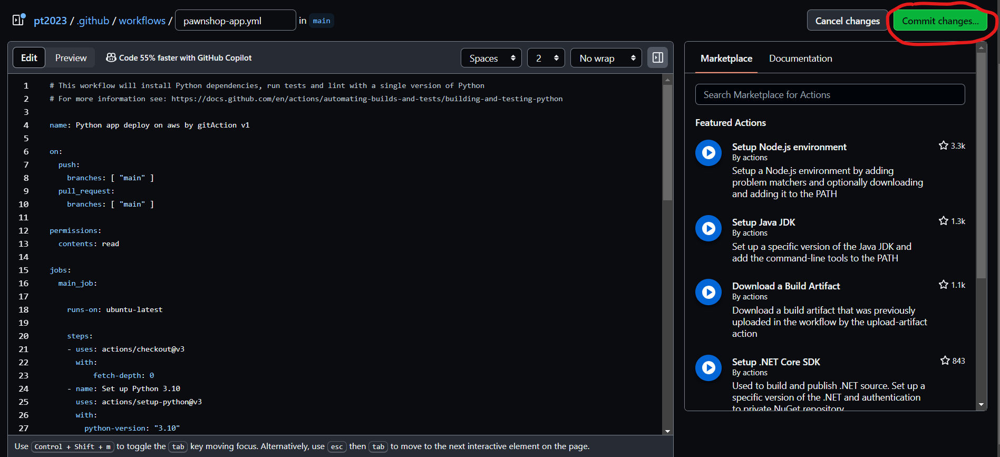 pt2023 / .github / workflows / pawnshop-app.yml in main
Cancel changes
Commit changes...
Edit
Preview
Code 55% faster with GitHub Copilot
Spaces
2
No wrap
1 # This workflow will install Python dependencies, run tests and lint with a single version of Python
2 # For more information see: https://docs.github.com/en/actions/automating-builds-and-tests/building-and-testing-python
3
4 name: Python app deploy on aws by gitAction v1
5
6 on:
7 push:
8 branches: [ "main" ]
9 pull_request:
10 branches: [ "main" ]
11
12 permissions:
13 contents: read
14
15 jobs:
16 main_job:
17
18 runs-on: ubuntu-latest
19
20 steps:
21 - uses: actions/checkout@v3
22 with:
23 fetch-depth: 0
24 - name: Set up Python 3.10
25 uses: actions/setup-python@v3
26 with:
27 python-version: "3.10"
Use Control + Shift + m to toggle the tab key moving focus. Alternatively, use esc then tab to move to the next interactive element on the page.
Marketplace
Documentation
Search Marketplace for Actions
Featured Actions
Setup Node.js environment
3.3k
By actions
Setup a Node.js environment by adding
problem matchers and optionally downloading
and adding it to the PATH
Setup Java JDK
1.3k
By actions
Set up a specific version of the Java JDK and
add the command-line tools to the PATH
Download a Build Artifact
1.1k
By actions
Download a build artifact that was previously
uploaded in the workflow by the upload-artifact
action
Setup .NET Core SDK
843
By actions
Used to build and publish .NET source. Set up a
specific version of the .NET and authentication
to private NuGet repository